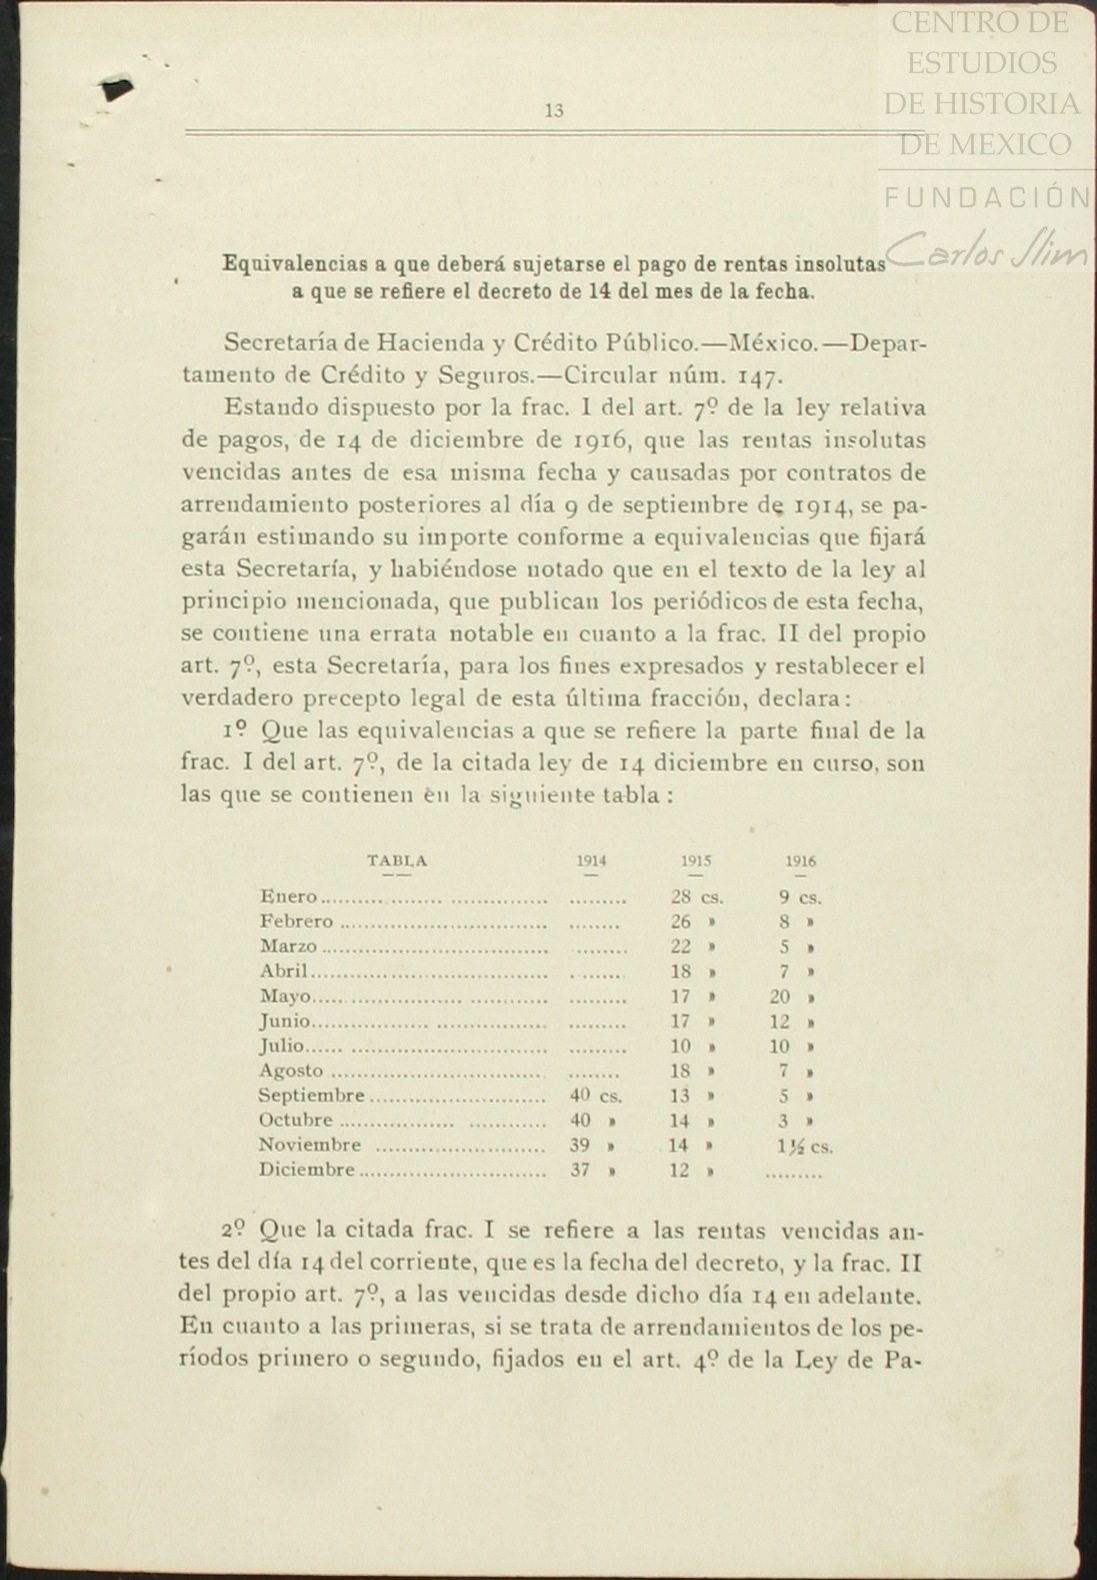 CENTRO DE
ESTUDIOS
DE HISTORIA
DE MEXICO
FUNDACIÓN
Carlos Slim
13
Equivalencias a que deberá sujetarse el pago de rentas insolutas
a que se refiere el decreto de 14 del mes de la fecha.
Secretaría de Hacienda y Crédito Público.—México.—Depar-
tamento de Crédito y Seguros.—Circular núm. 147.
Estando dispuesto por la frac. I del art. 7º de la ley relativa
de pagos, de 14 de diciembre de 1916, que las rentas insolutas
vencidas antes de esa misma fecha y causadas por contratos de
arrendamiento posteriores al día 9 de septiembre de 1914, se pa-
garán estimando su importe conforme a equivalencias que fijará
esta Secretaría, y habiéndose notado que en el texto de la ley al
principio mencionada, que publican los periódicos de esta fecha,
se contiene una errata notable en cuanto a la frac. II del propio
art. 7º, esta Secretaría, para los fines expresados y restablecer el
verdadero precepto legal de esta última fracción, declara:
1º Que las equivalencias a que se refiere la parte final de la
frac. I del art. 7º, de la citada ley de 14 diciembre en curso, son
las que se contienen en la siguiente tabla:
TABLA 1914 1915 1916
Enero ......... 28 cs. 9 cs.
Febrero ......... 26 » 8 »
Marzo ......... 22 » 5 »
Abril ......... 18 » 7 »
Mayo ......... 17 » 20 »
Junio ......... 17 » 12 »
Julio ......... 10 » 10 »
Agosto ......... 18 » 7 »
Septiembre ......... 40 cs. 13 » 5 »
Octubre ......... 40 » 14 » 3 »
Noviembre ......... 39 » 14 » 1½ cs.
Diciembre ......... 37 » 12 » .........
2º Que la citada frac. I se refiere a las rentas vencidas an-
tes del día 14 del corriente, que es la fecha del decreto, y la frac. II
del propio art. 7º, a las vencidas desde dicho día 14 en adelante.
En cuanto a las primeras, si se trata de arrendamientos de los pe-
ríodos primero o segundo, fijados en el art. 4º de la Ley de Pa-